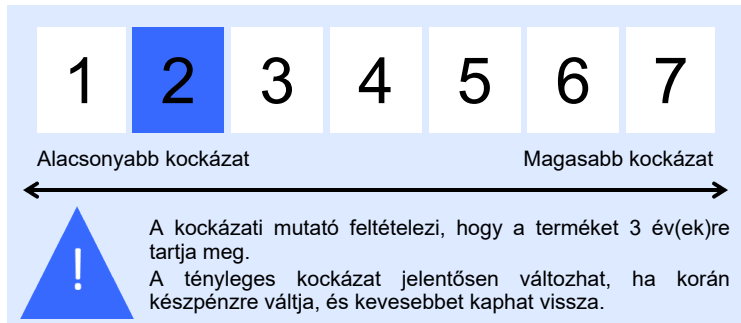 1 2 3 4 5 6 7
Alacsonyabb kockázat Magasabb kockázat
!
A kockázati mutató feltételezi, hogy a terméket 3 év(ek)re
tartja meg.
A tényleges kockázat jelentősen változhat, ha korán
készpénzre váltja, és kevesebbet kaphat vissza.